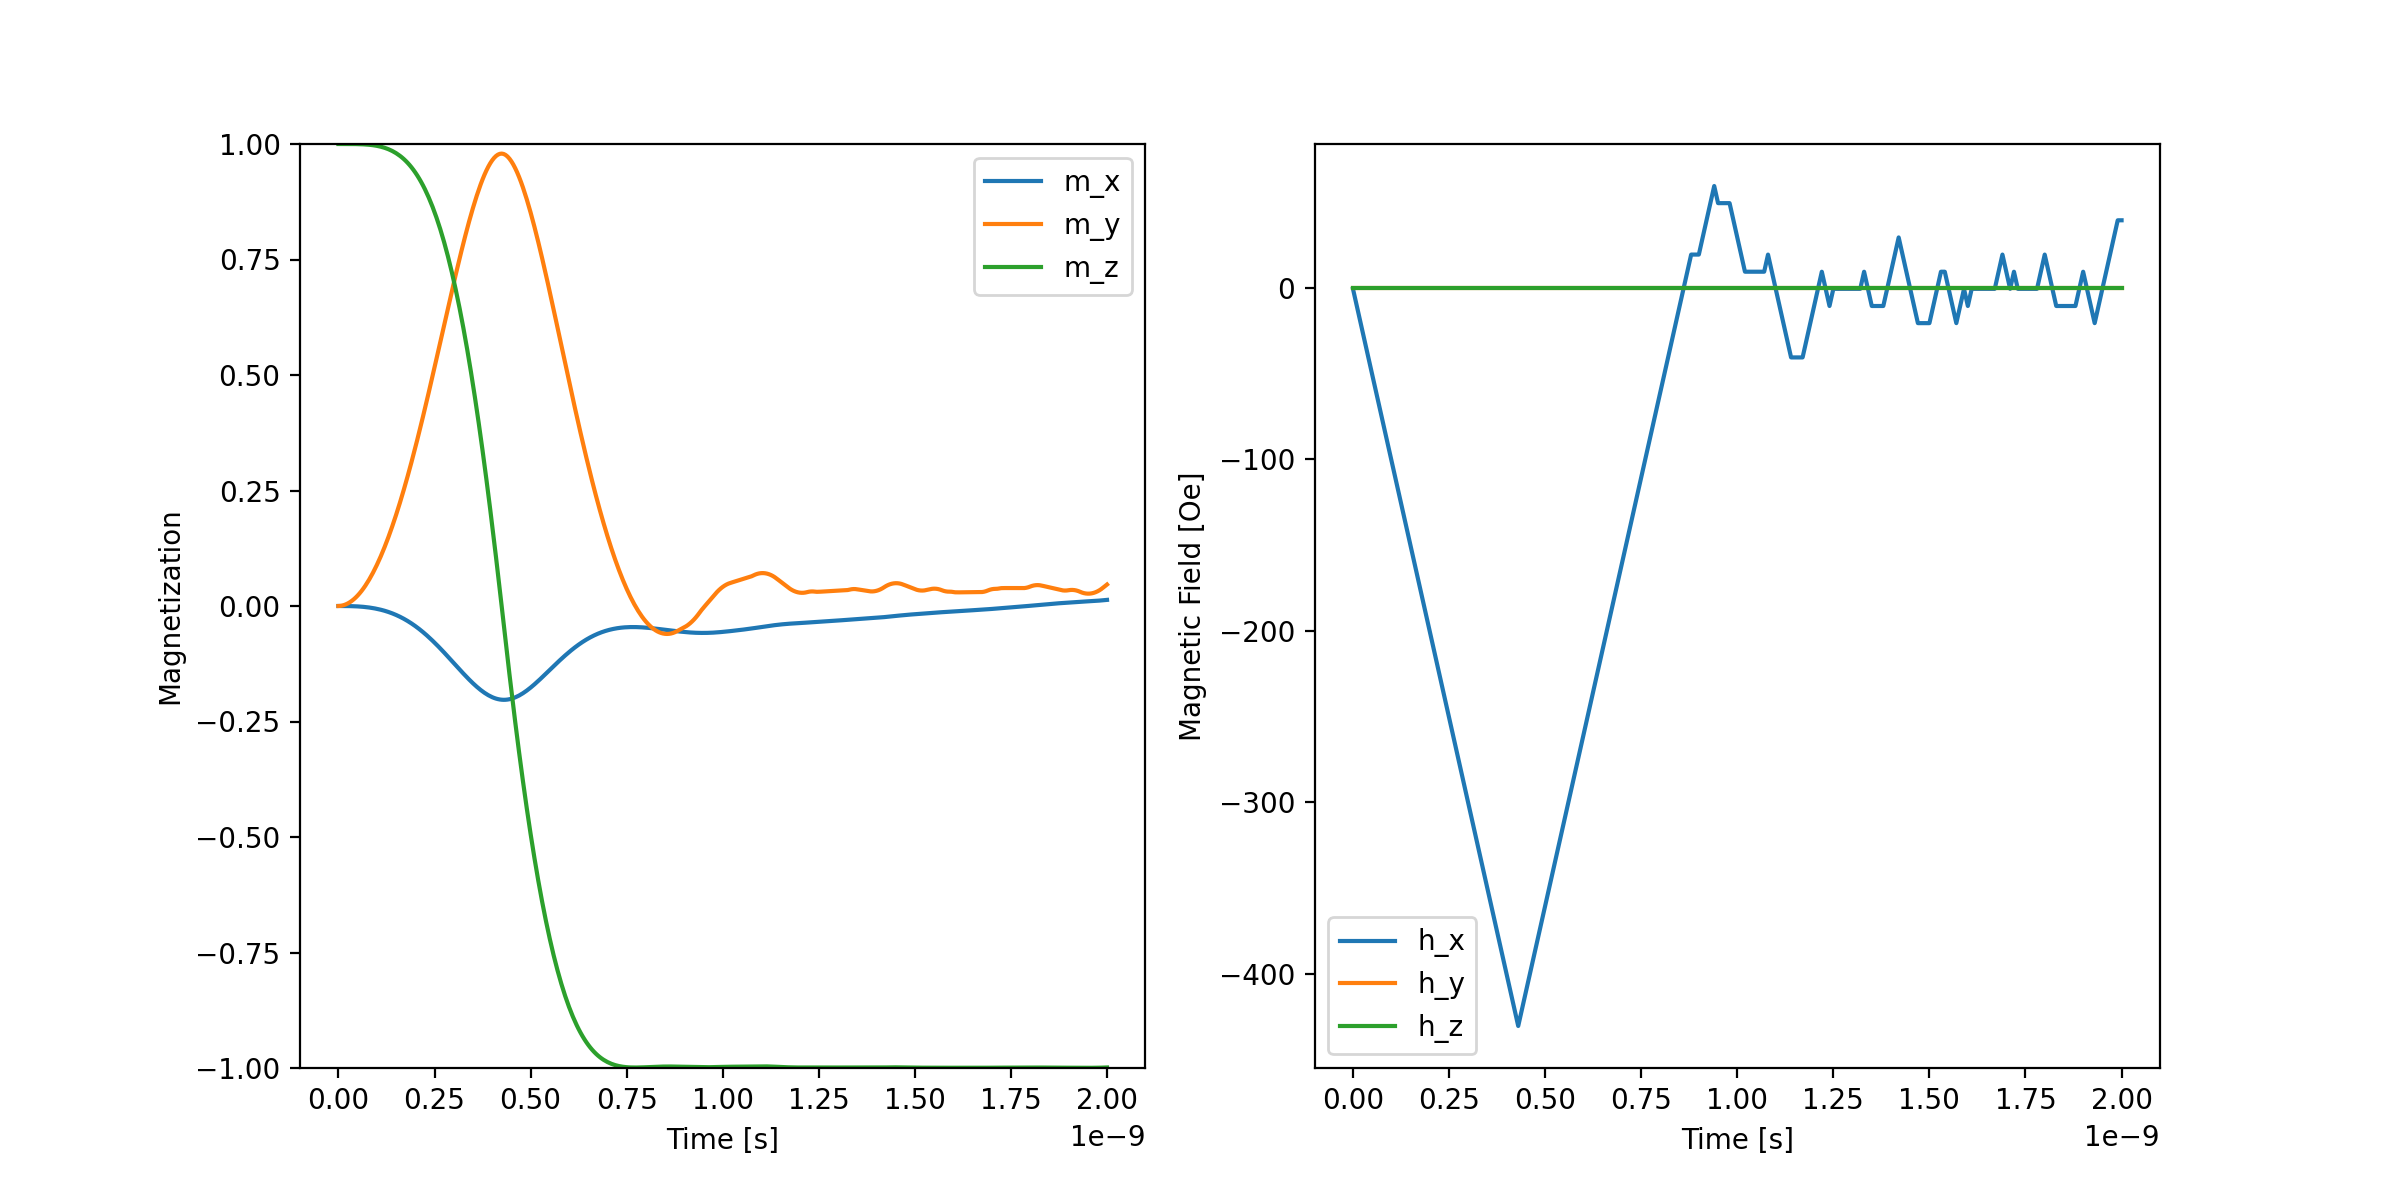 Magnetization
1.00
0.75
0.50
0.25
0.00
−0.25
−0.50
−0.75
−1.00
m_x
m_y
m_z
0.00 0.25 0.50 0.75 1.00 1.25 1.50 1.75 2.00
Time [s]
1e−9
Magnetic Field [Oe]
0
−100
−200
−300
−400
h_x
h_y
h_z
0.00 0.25 0.50 0.75 1.00 1.25 1.50 1.75 2.00
Time [s]
1e−9